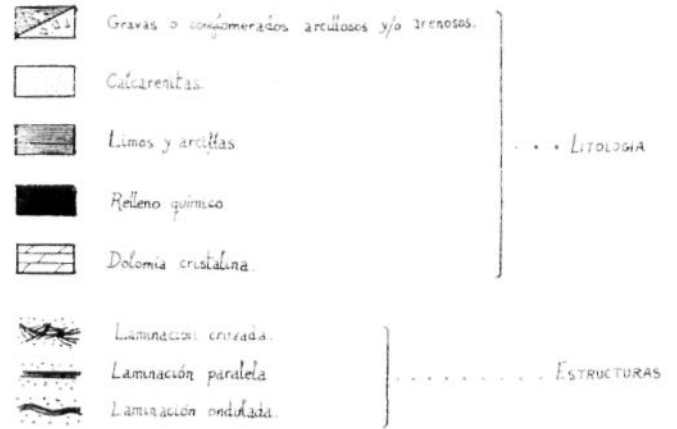 Gravas o conglomerados arcillosos y/o arenosos.
Calcarenitas.
Limos y arcillas
LITOLOGIA
Relleno químico
Dolomía cristalina.
Laminación cruzada.
Laminación paralela
ESTRUCTURAS
Laminación ondulada.